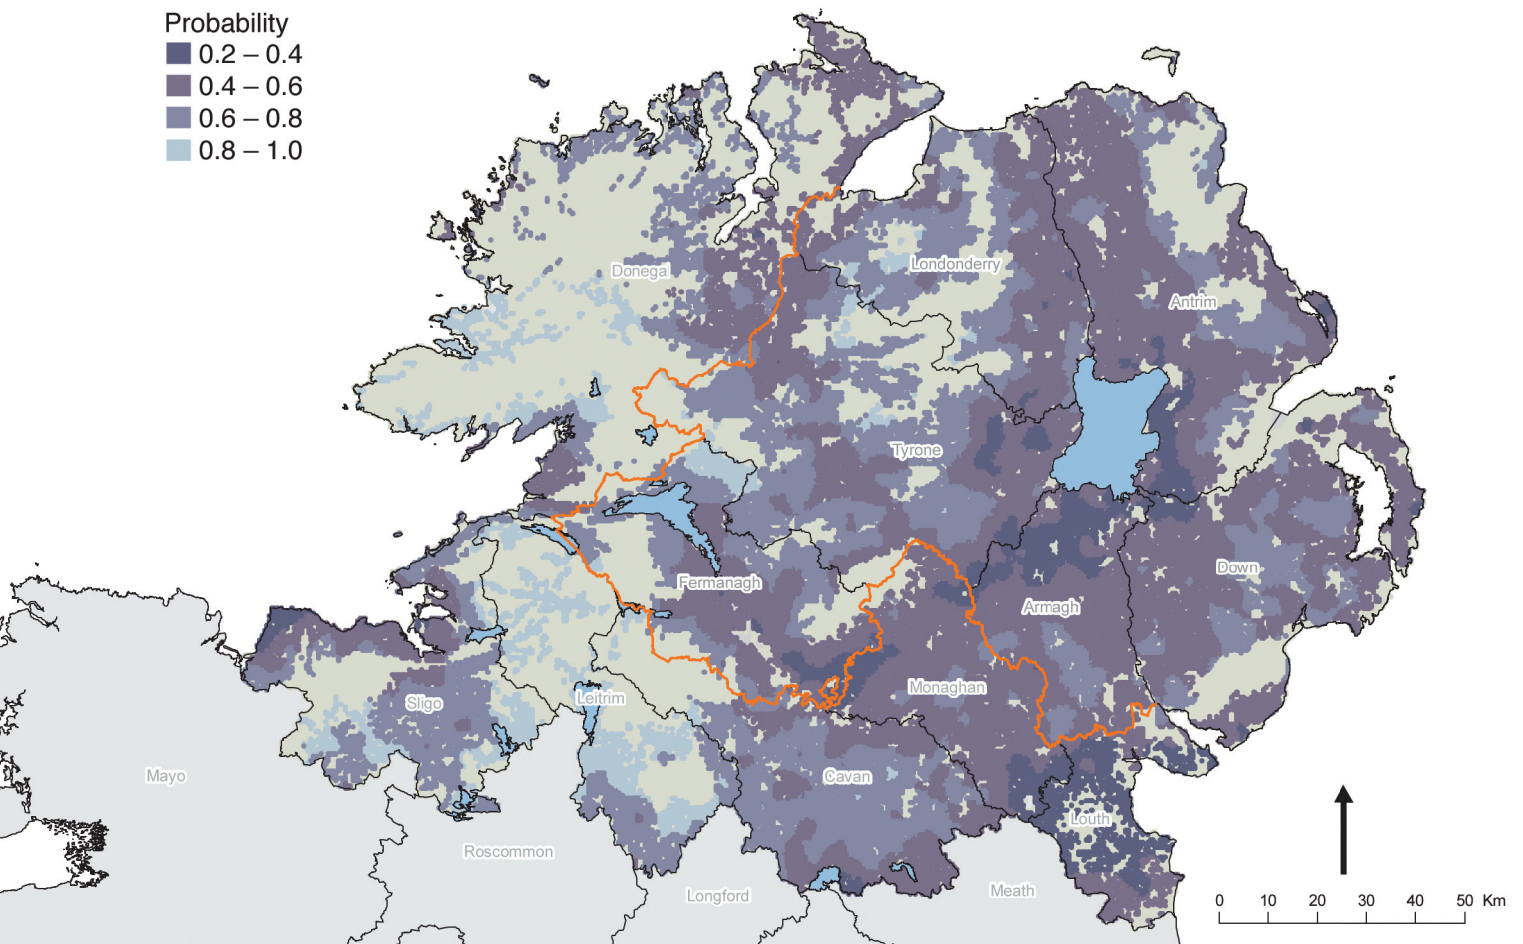 Probability
0.2 – 0.4
0.4 – 0.6
0.6 – 0.8
0.8 – 1.0
Donegal
Londonderry
Antrim
Tyrone
Fermanagh
Down
Armagh
Monaghan
Sligo
Leitrim
Mayo
Cavan
Louth
Roscommon
Longford
Meath
0 10 20 30 40 50 Km